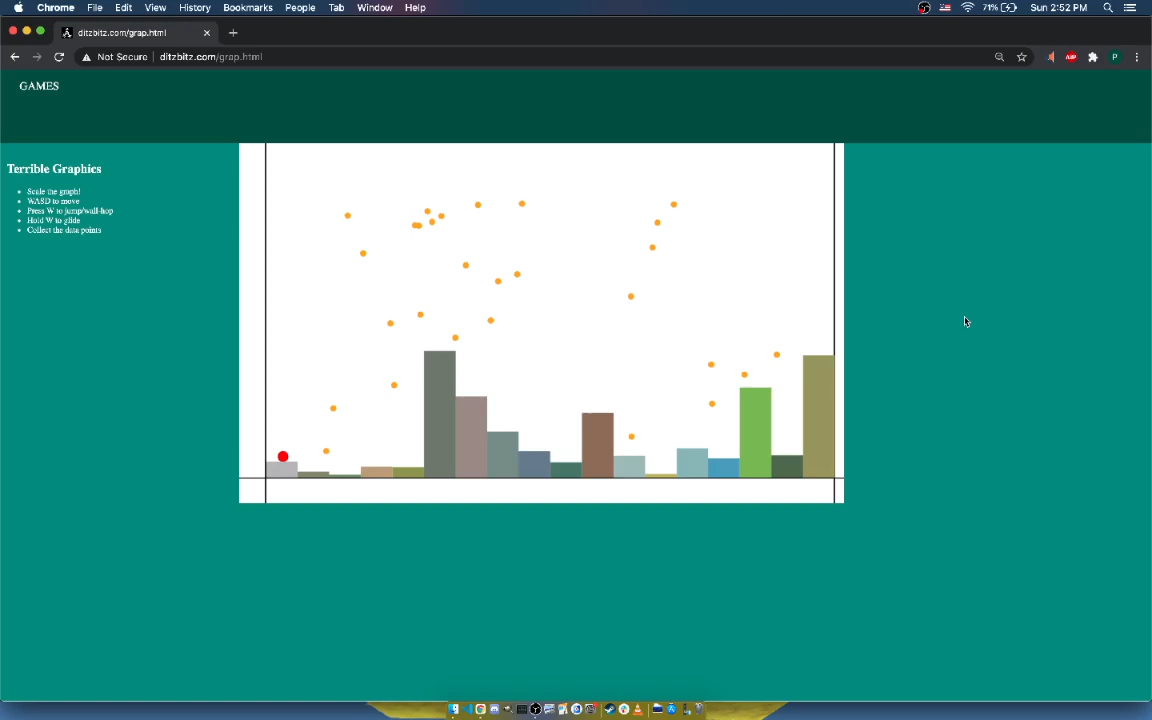 Chrome File Edit View History Bookmarks People Tab Window Help 71% Sun 2:52 PM
ditzbitz.com/grap.html
Not Secure ditzbitz.com/grap.html ABP P
GAMES
Terrible Graphics
Scale the graph!
WASD to move
Press W to jump/wall-hop
Hold W to glide
Collect the data points